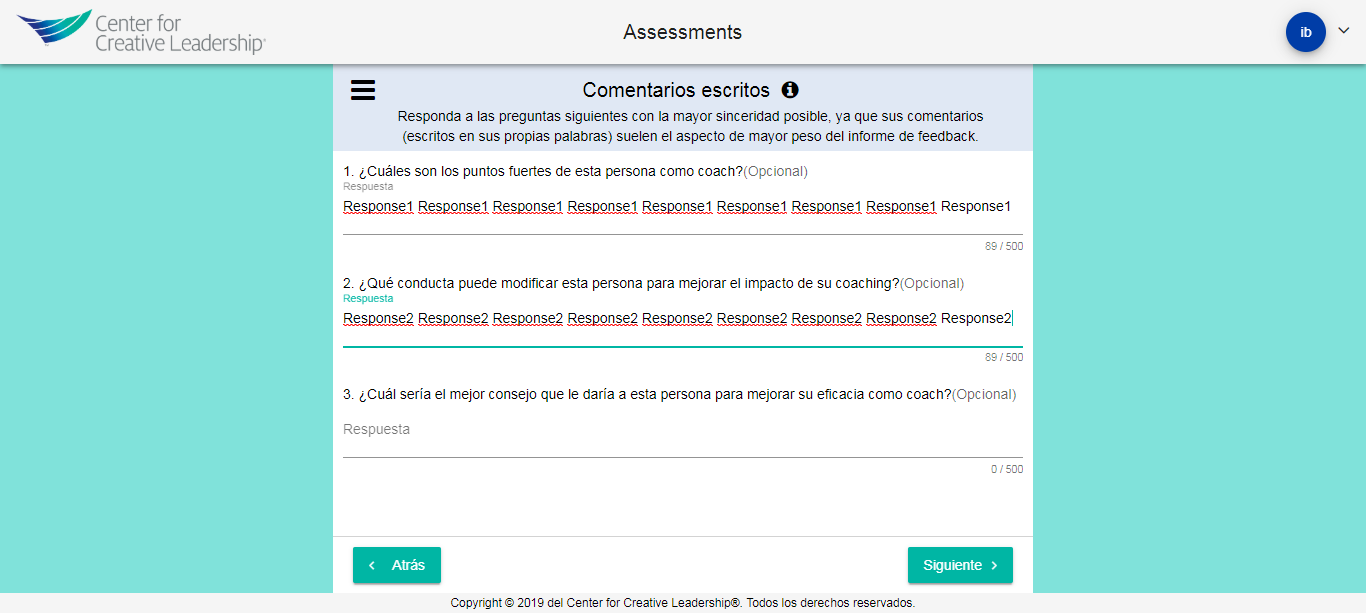 Center for
Creative Leadership®
Assessments
ib
Comentarios escritos
Responda a las preguntas siguientes con la mayor sinceridad posible, ya que sus comentarios
(escritos en sus propias palabras) suelen el aspecto de mayor peso del informe de feedback.
1. ¿Cuáles son los puntos fuertes de esta persona como coach?(Opcional)
Respuesta
Response1 Response1 Response1 Response1 Response1 Response1 Response1 Response1 Response1
89 / 500
2. ¿Qué conducta puede modificar esta persona para mejorar el impacto de su coaching?(Opcional)
Respuesta
Response2 Response2 Response2 Response2 Response2 Response2 Response2 Response2 Response2
89 / 500
3. ¿Cuál sería el mejor consejo que le daría a esta persona para mejorar su eficacia como coach?(Opcional)
Respuesta
0 / 500
Atrás
Siguiente
Copyright © 2019 del Center for Creative Leadership®. Todos los derechos reservados.